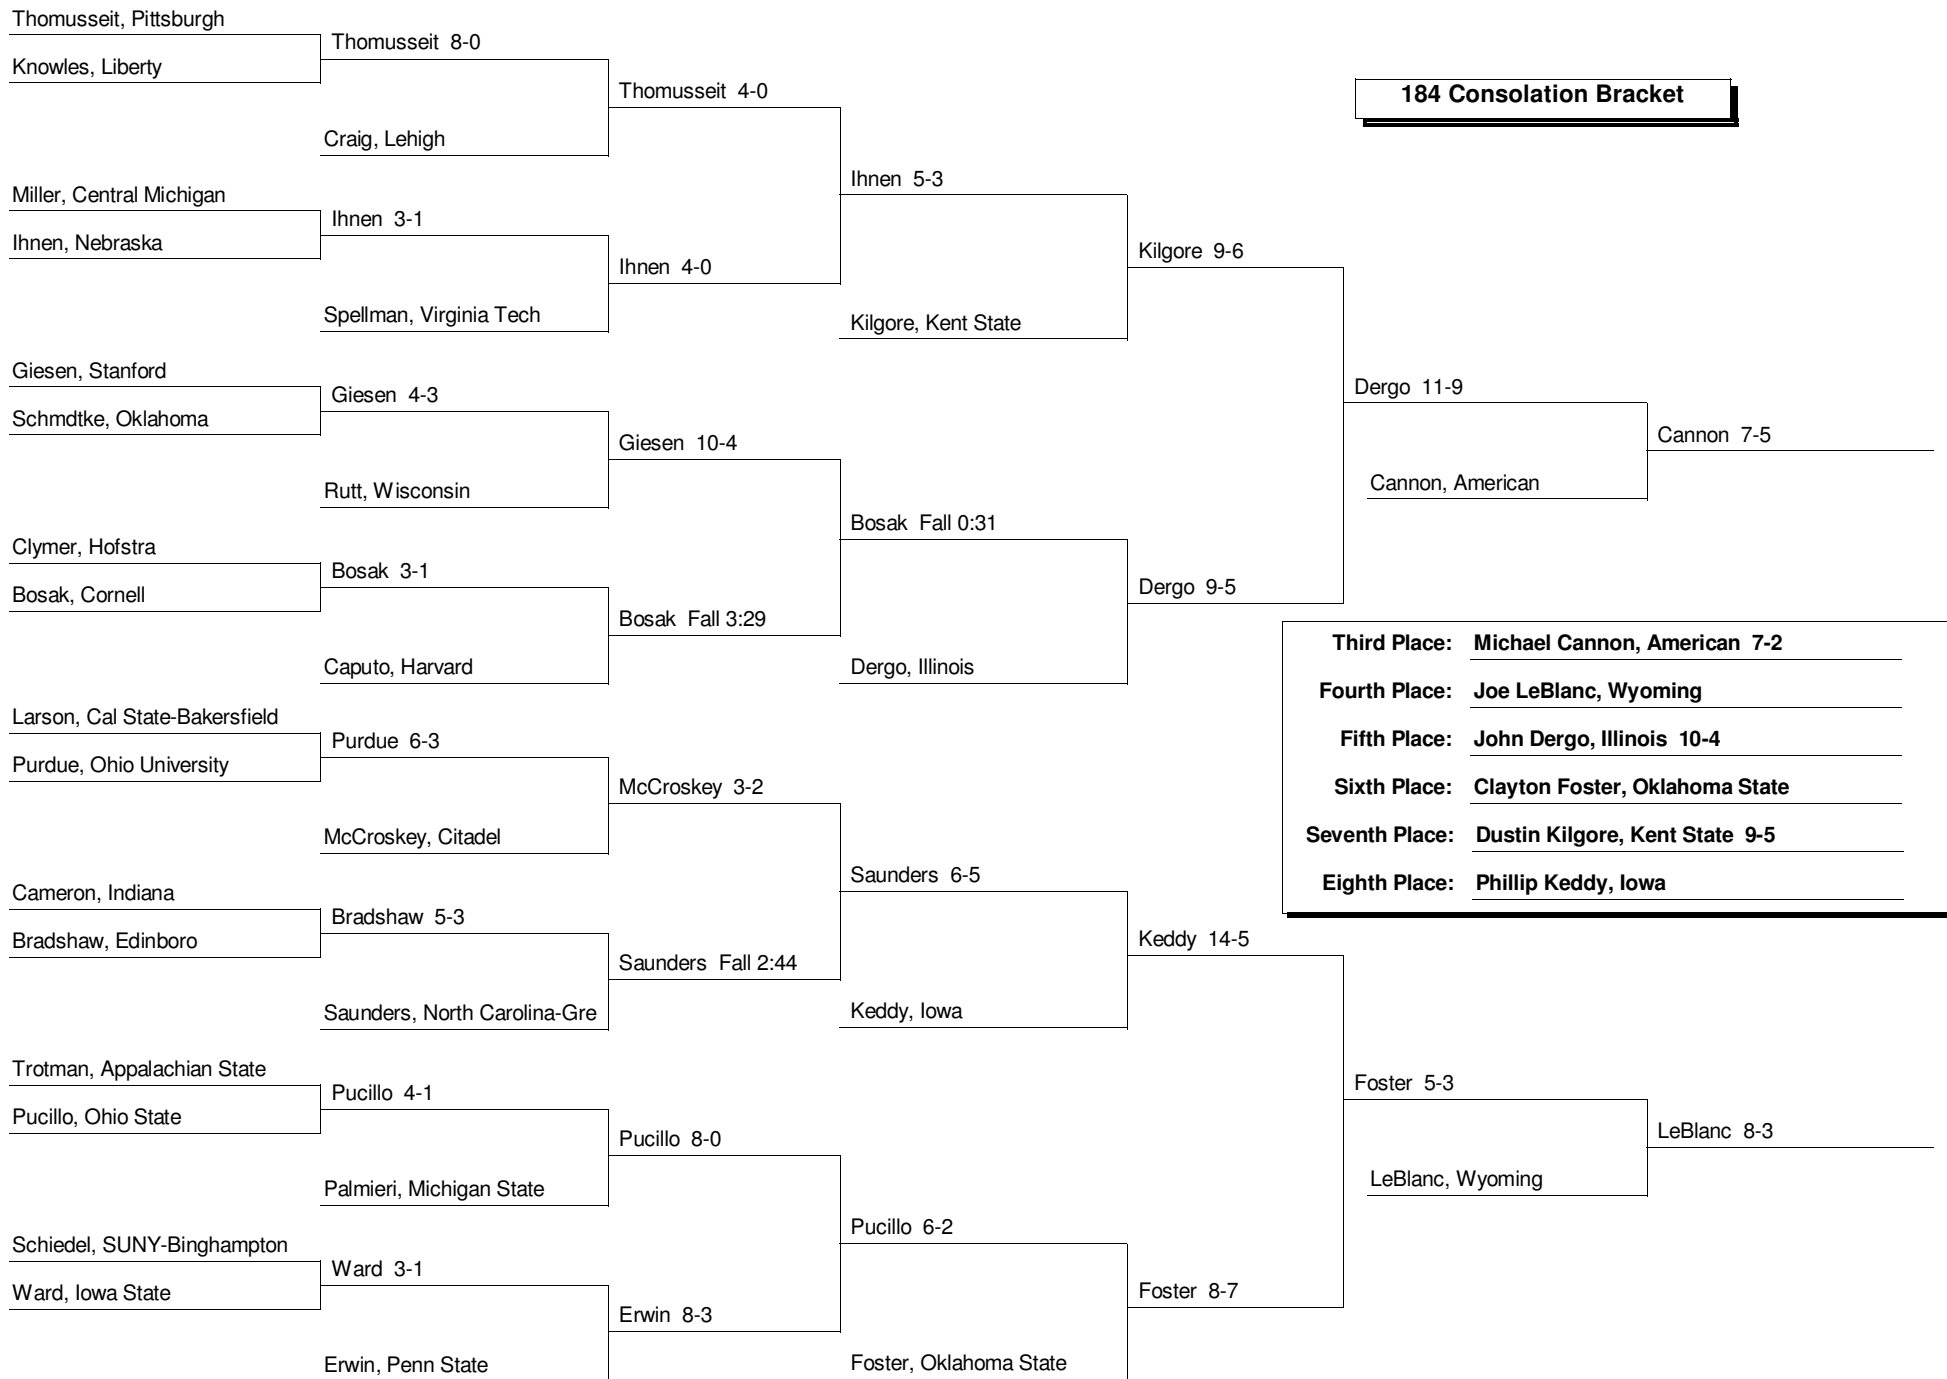 Thomusseit, Pittsburgh
Knowles, Liberty
Miller, Central Michigan
Ihnen, Nebraska
Giesen, Stanford
Schmdtke, Oklahoma
Clymer, Hofstra
Bosak, Cornell
Larson, Cal State-Bakersfield
Purdue, Ohio University
Cameron, Indiana
Bradshaw, Edinboro
Trotman, Appalachian State
Pucillo, Ohio State
Schiedel, SUNY-Binghampton
Ward, Iowa State
Thomusseit 8-0
Craig, Lehigh
Ihnen 3-1
Spellman, Virginia Tech
Giesen 4-3
Rutt, Wisconsin
Bosak 3-1
Caputo, Harvard
Purdue 6-3
McCroskey, Citadel
Bradshaw 5-3
Saunders, North Carolina-Gre
Pucillo 4-1
Palmieri, Michigan State
Ward 3-1
Erwin, Penn State
Thomusseit 4-0
Ihnen 4-0
Giesen 10-4
Bosak Fall 3:29
McCroskey 3-2
Saunders Fall 2:44
Pucillo 8-0
Erwin 8-3
Ihnen 5-3
Kilgore, Kent State
Bosak Fall 0:31
Dergo, Illinois
Saunders 6-5
Keddy, Iowa
Pucillo 6-2
Foster, Oklahoma State
Kilgore 9-6
Dergo 9-5
Keddy 14-5
Foster 8-7
184 Consolation Bracket
Dergo 11-9
Cannon, American
Foster 5-3
LeBlanc, Wyoming
Cannon 7-5
LeBlanc 8-3
Third Place: Michael Cannon, American 7-2
Fourth Place: Joe LeBlanc, Wyoming
Fifth Place: John Dergo, Illinois 10-4
Sixth Place: Clayton Foster, Oklahoma State
Seventh Place: Dustin Kilgore, Kent State 9-5
Eighth Place: Phillip Keddy, Iowa